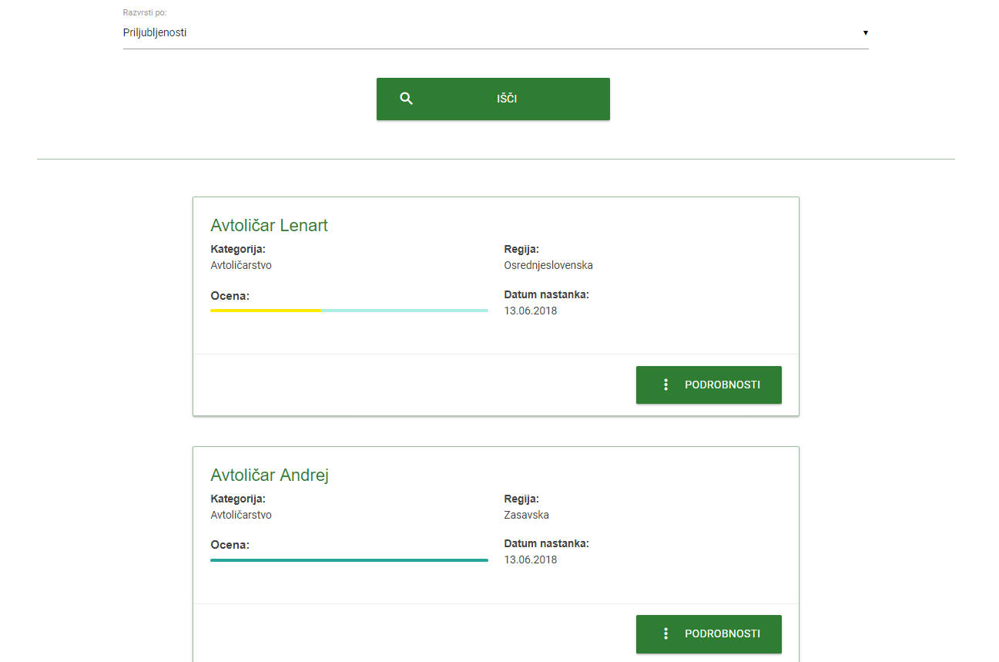 Razvrsti po:
Priljubljenosti
IŠČI
Avtoličar Lenart
Kategorija:
Avtoličarstvo
Regija:
Osrednjeslovenska
Ocena:
Datum nastanka:
13.06.2018
PODROBNOSTI
Avtoličar Andrej
Kategorija:
Avtoličarstvo
Regija:
Zasavska
Ocena:
Datum nastanka:
13.06.2018
PODROBNOSTI